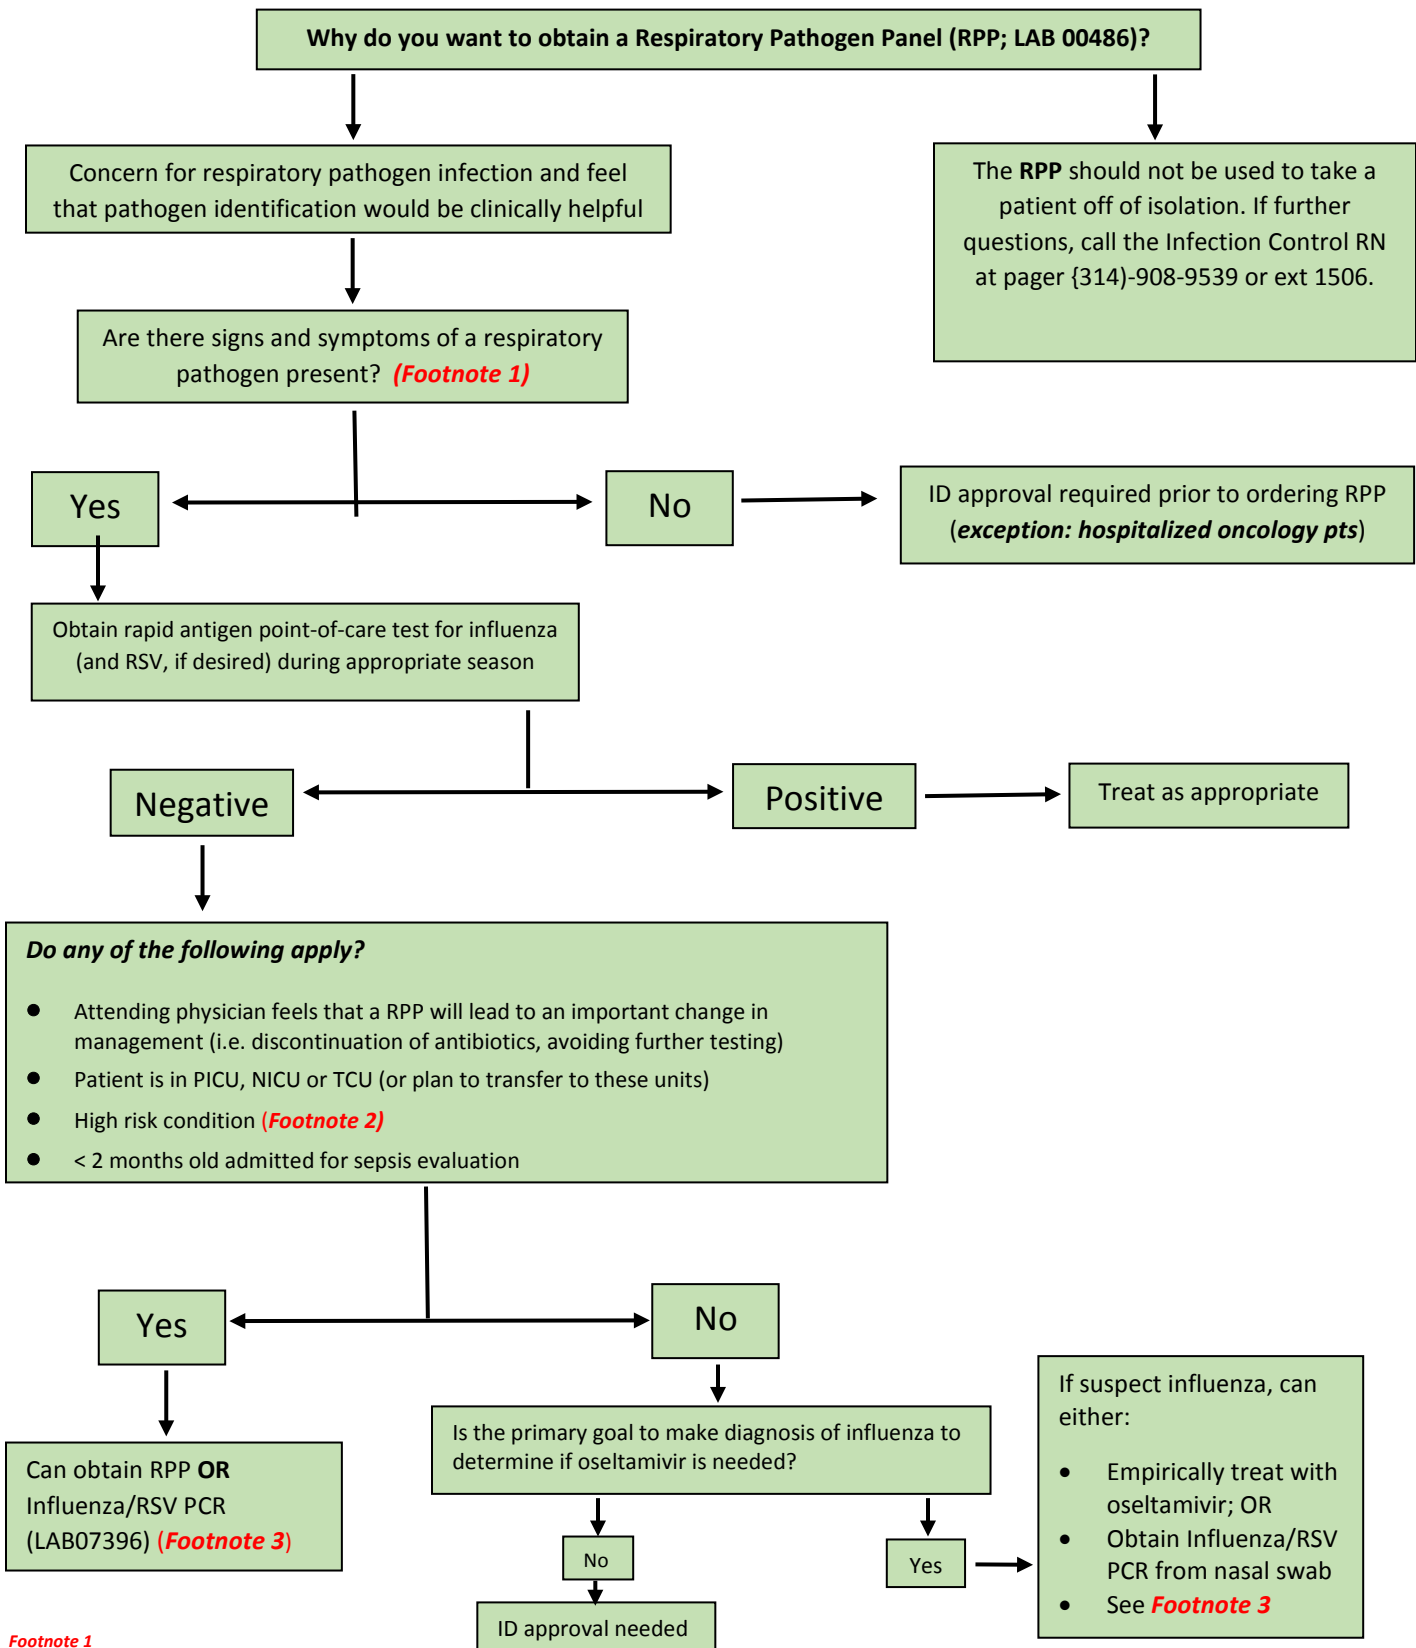 Why do you want to obtain a Respiratory Pathogen Panel (RPP; LAB 00486)?
Concern for respiratory pathogen infection and feel
that pathogen identification would be clinically helpful
The RPP should not be used to take a
patient off of isolation. If further
questions, call the Infection Control RN
at pager {314)-908-9539 or ext 1506.
Are there signs and symptoms of a respiratory
pathogen present? (Footnote 1)
Yes
No
ID approval required prior to ordering RPP
(exception: hospitalized oncology pts)
Obtain rapid antigen point-of-care test for influenza
(and RSV, if desired) during appropriate season
Negative
Positive
Treat as appropriate
Do any of the following apply?
● Attending physician feels that a RPP will lead to an important change in
management (i.e. discontinuation of antibiotics, avoiding further testing)
● Patient is in PICU, NICU or TCU (or plan to transfer to these units)
● High risk condition (Footnote 2)
● < 2 months old admitted for sepsis evaluation
Yes
No
Can obtain RPP OR
Influenza/RSV PCR
(LAB07396) (Footnote 3)
Is the primary goal to make diagnosis of influenza to
determine if oseltamivir is needed?
No
Yes
ID approval needed
If suspect influenza, can
either:
● Empirically treat with
oseltamivir; OR
● Obtain Influenza/RSV
PCR from nasal swab
● See Footnote 3
Footnote 1